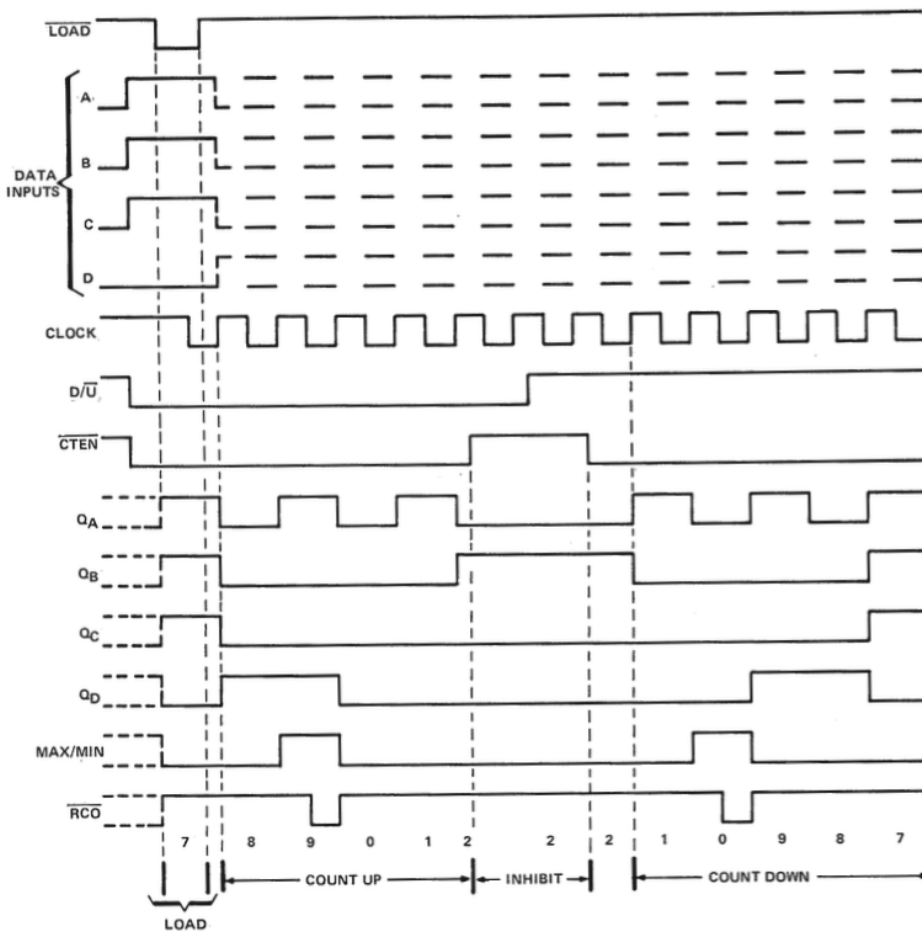 LOAD
A
B
DATA
INPUTS
C
D
CLOCK
D/U
CTEN
QA
QB
QC
QD
MAX/MIN
RCO
7 8 9 0 1 2 2 2 1 0 9 8 7
COUNT UP INHIBIT COUNT DOWN
LOAD